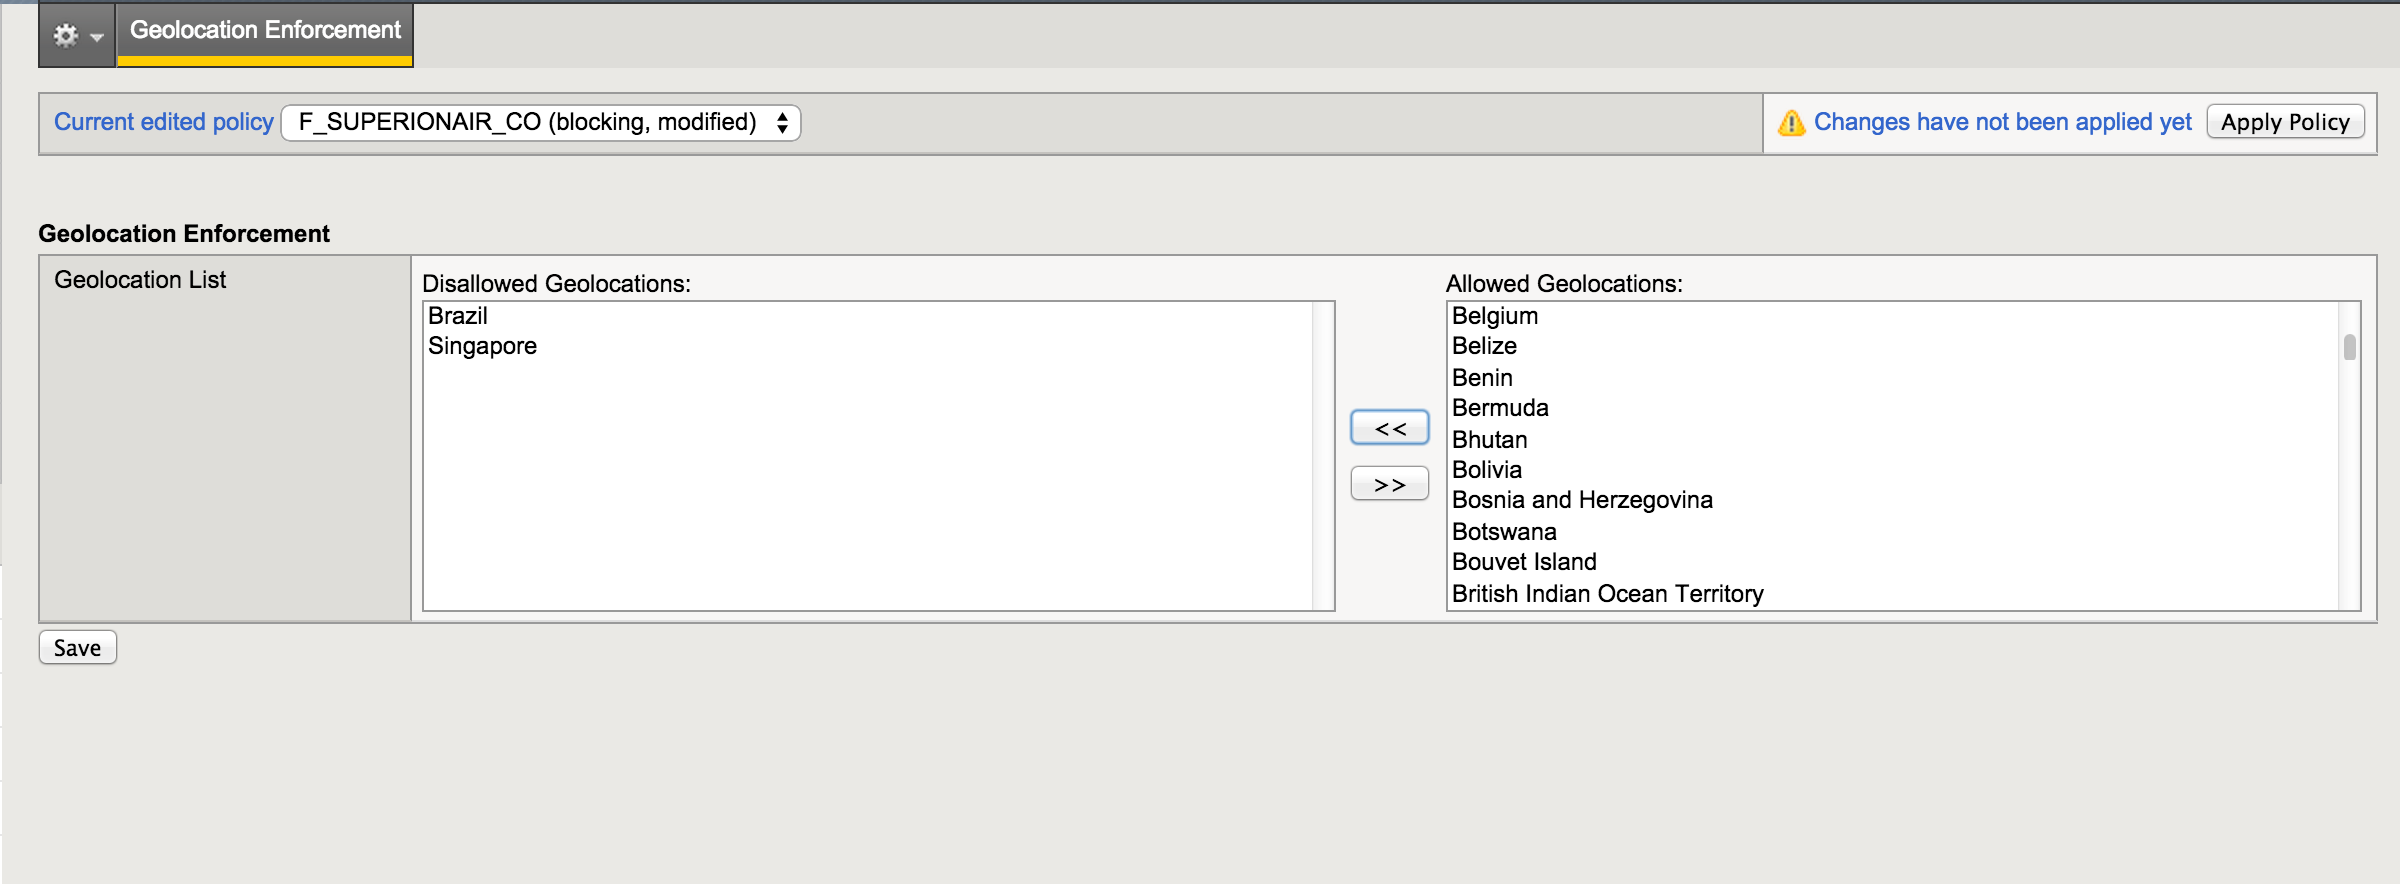 Geolocation Enforcement
Current edited policy F_SUPERIONAIR_CO (blocking, modified)
Changes have not been applied yet Apply Policy
Geolocation Enforcement
Geolocation List
Disallowed Geolocations:
Brazil
Singapore
<<
>>
Allowed Geolocations:
Belgium
Belize
Benin
Bermuda
Bhutan
Bolivia
Bosnia and Herzegovina
Botswana
Bouvet Island
British Indian Ocean Territory
Save